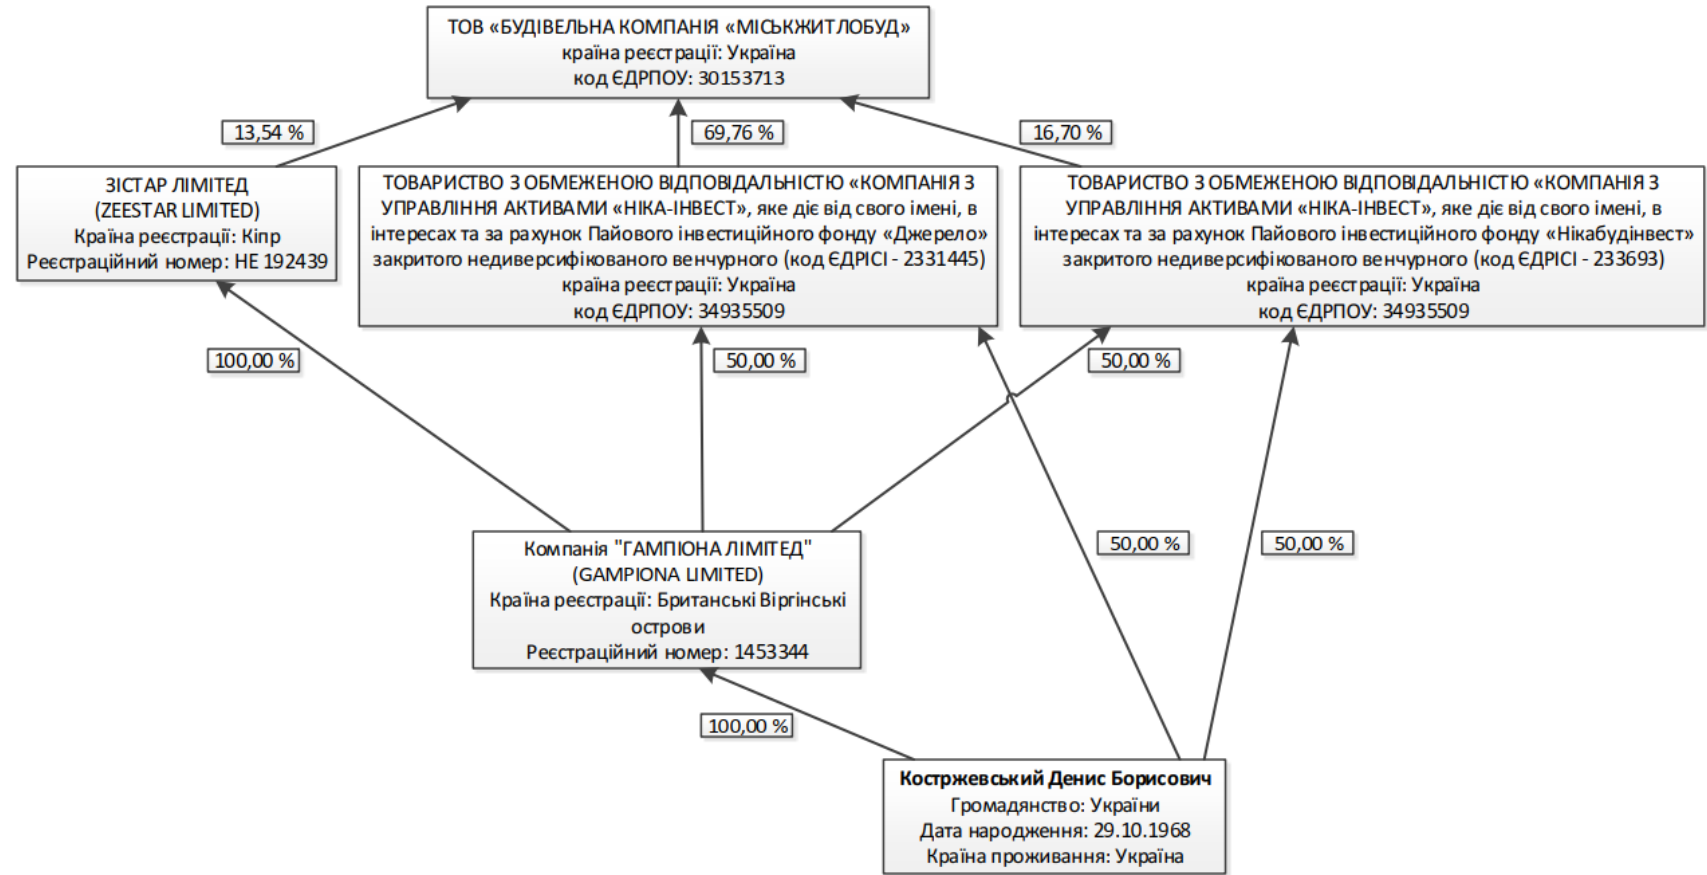 ТОВ «БУДІВЕЛЬНА КОМПАНІЯ «МІСЬКЖИТЛОБУД»
країна реєстрації: Україна
код ЄДРПОУ: 30153713
13,54 %
69,76 %
16,70 %
ЗІСТАР ЛІМІТЕД
(ZEESTAR LIMITED)
Країна реєстрації: Кіпр
Реєстраційний номер: НЕ 192439
ТОВАРИСТВО З ОБМЕЖЕНОЮ ВІДПОВІДАЛЬНІСТЮ «КОМПАНІЯ З
УПРАВЛІННЯ АКТИВАМИ «НІКА-ІНВЕСТ», яке діє від свого імені, в
інтересах та за рахунок Пайового інвестиційного фонду «Джерело»
закритого недиверсифікованого венчурного (код ЄДРІСІ - 2331445)
країна реєстрації: Україна
код ЄДРПОУ: 34935509
ТОВАРИСТВО З ОБМЕЖЕНОЮ ВІДПОВІДАЛЬНІСТЮ «КОМПАНІЯ З
УПРАВЛІННЯ АКТИВАМИ «НІКА-ІНВЕСТ», яке діє від свого імені, в
інтересах та за рахунок Пайового інвестиційного фонду «Нікабудінвест»
закритого недиверсифікованого венчурного (код ЄДРІСІ - 233693)
країна реєстрації: Україна
код ЄДРПОУ: 34935509
100,00 %
50,00 %
50,00 %
50,00 %
50,00 %
Компанія "ГАМПІОНА ЛІМІТЕД"
(GAMPIONA LIMITED)
Країна реєстрації: Британські Віргінські
острови
Реєстраційний номер: 1453344
100,00 %
Костржевський Денис Борисович
Громадянство: України
Дата народження: 29.10.1968
Країна проживання: Україна